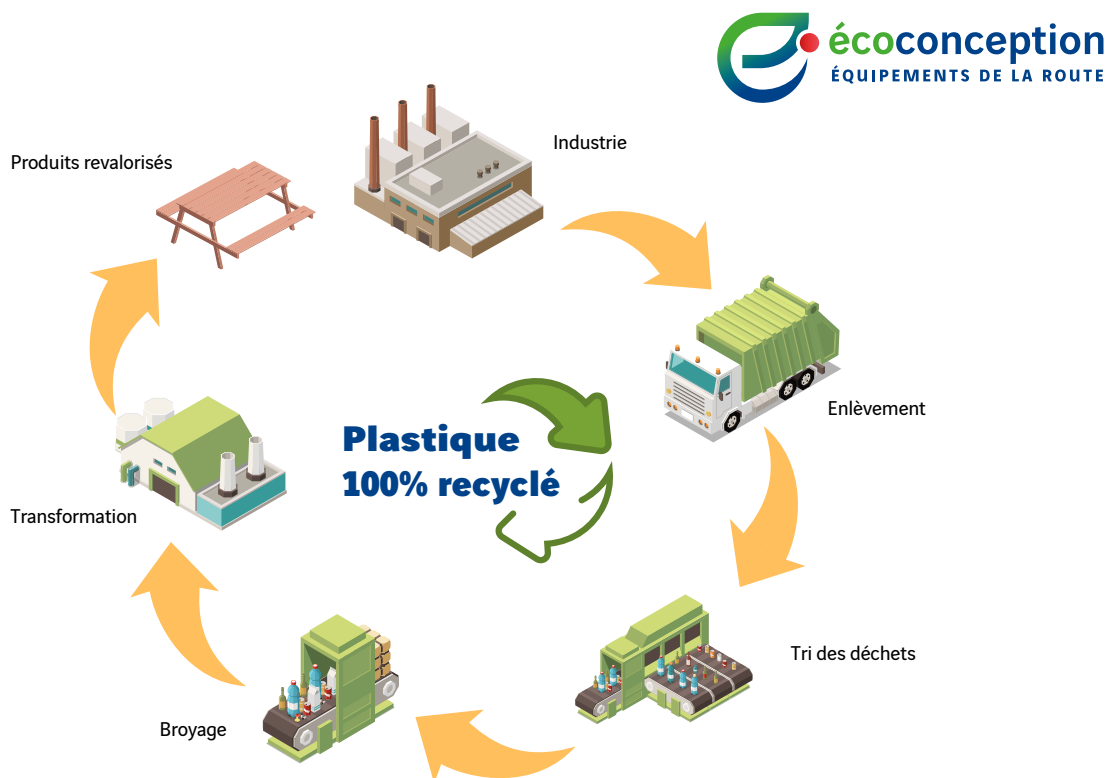 écoconception
ÉQUIPEMENTS DE LA ROUTE
Industrie
Produits revalorisés
Enlèvement
Plastique
100% recyclé
Transformation
Tri des déchets
Broyage